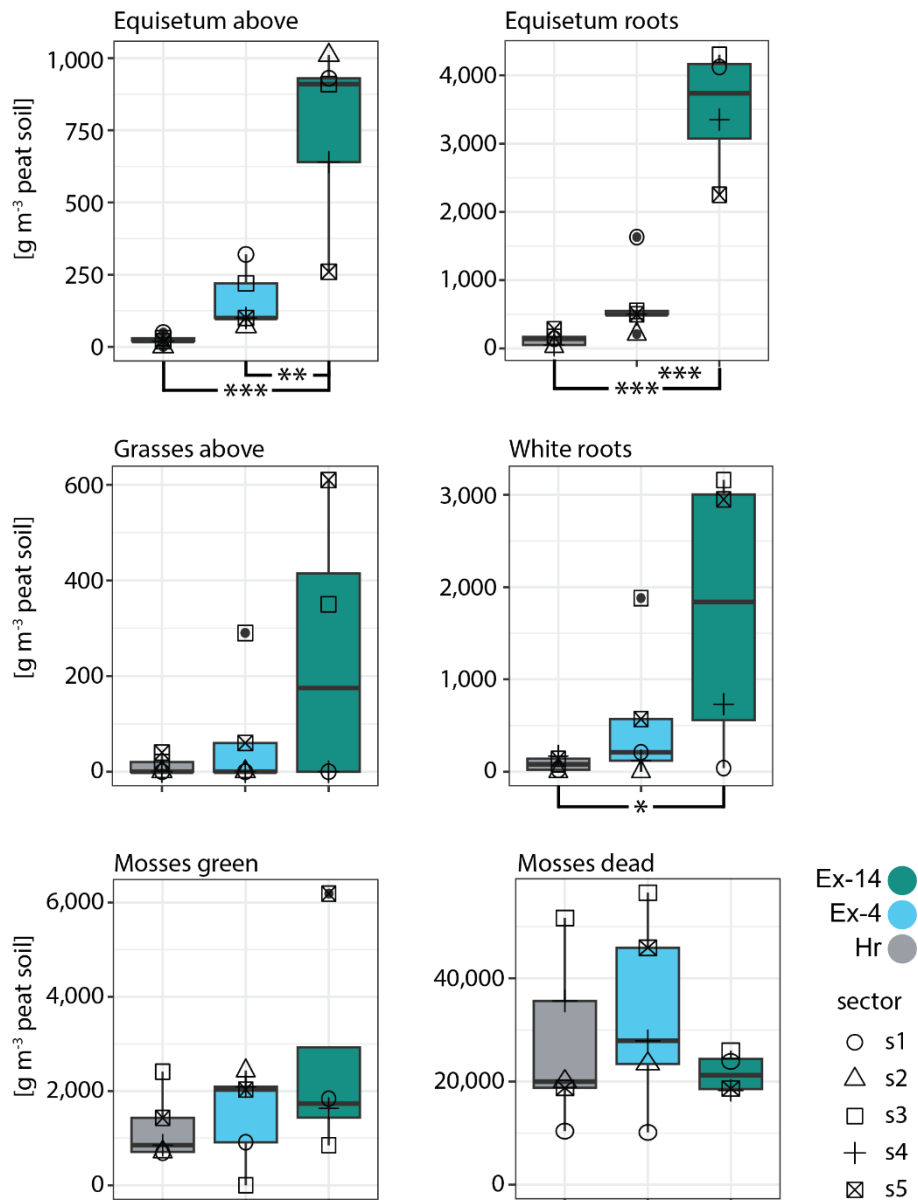 Equisetum above
Equisetum roots
[g m⁻³ peat soil]
1,000
750
500
250
0
4,000
3,000
2,000
1,000
0
**
***
***
***
Grasses above
White roots
[g m⁻³ peat soil]
600
400
200
0
3,000
2,000
1,000
0
*
Mosses green
Mosses dead
[g m⁻³ peat soil]
6,000
4,000
2,000
0
40,000
20,000
0
Ex-14
Ex-4
Hr
sector
s1
s2
s3
s4
s5